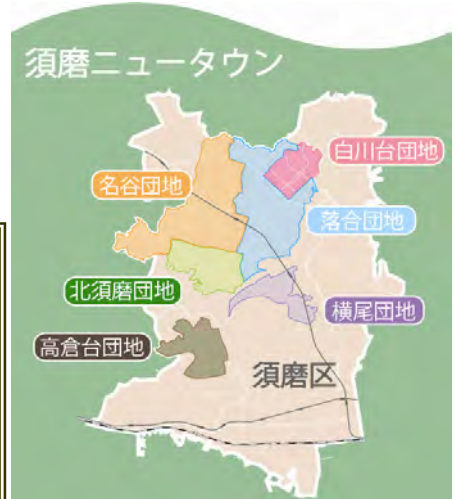 須磨ニュータウン
白川台団地
名谷団地
落合団地
北須磨団地
横尾団地
高倉台団地
須磨区